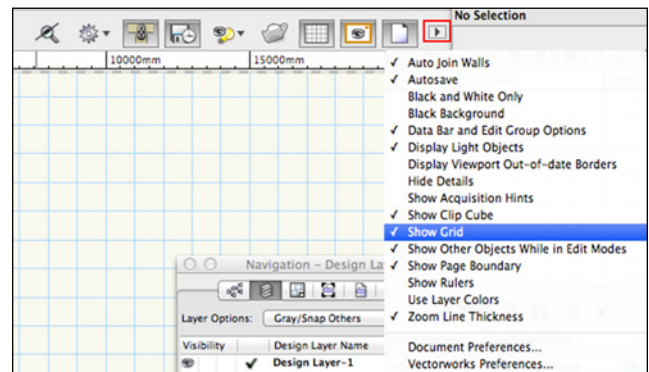 No Selection
10000mm
15000mm
✓ Auto Join Walls
✓ Autosave
Black and White Only
Black Background
✓ Data Bar and Edit Group Options
✓ Display Light Objects
Display Viewport Out-of-date Borders
Hide Details
Show Acquisition Hints
✓ Show Clip Cube
✓ Show Grid
✓ Show Other Objects While in Edit Modes
✓ Show Page Boundary
Show Rulers
Use Layer Colors
✓ Zoom Line Thickness
Document Preferences...
Vectorworks Preferences...
Navigation – Design La
Layer Options: Gray/Snap Others
Visibility Design Layer Name
✓ Design Layer-1